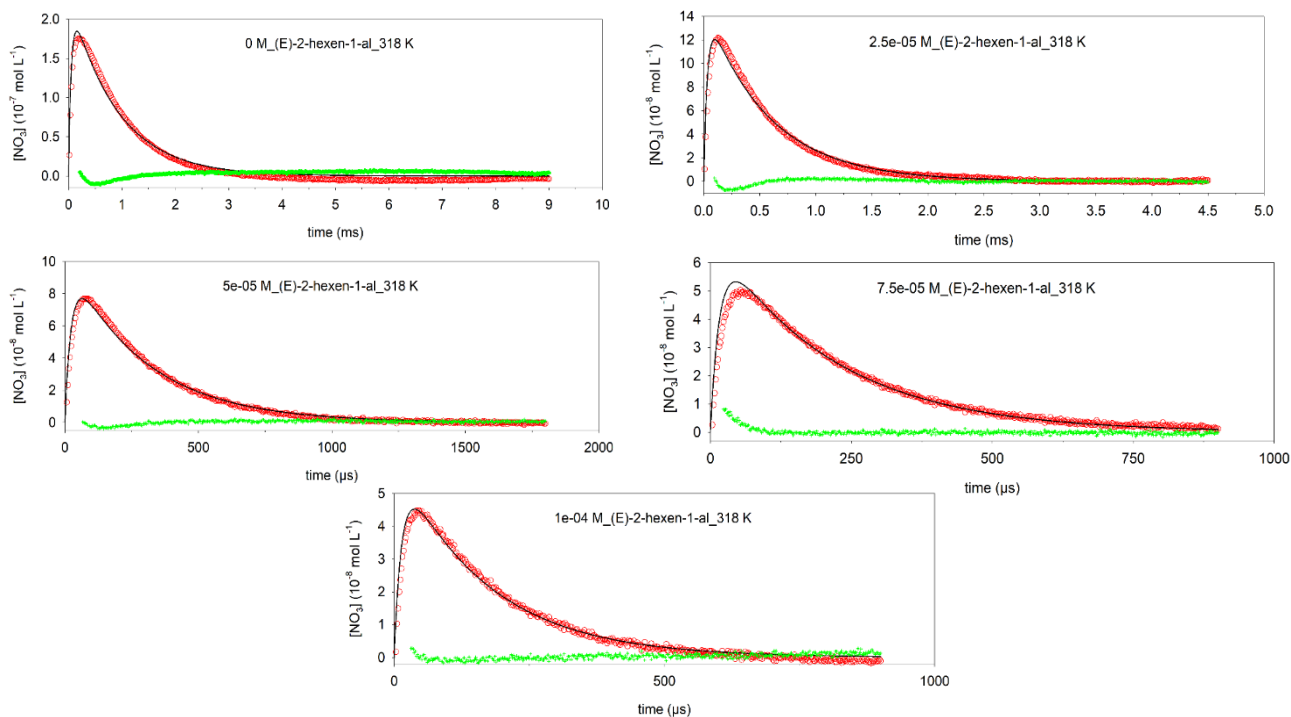 0 M_(E)-2-hexen-1-al_318 K
[NO3] (10-7 mol L-1)
2.0
1.5
1.0
0.5
0.0
0 1 1 2 2 3 4 5 6 7 8 9 10
time (ms)
2.5e-05 M_(E)-2-hexen-1-al_318 K
[NO3] (10-8 mol L-1)
14
12
10
8
6
4
2
0
0.0 0.5 1.0 1.5 2.0 2.5 3.0 3.5 4.0 4.5 5.0
time (ms)
5e-05 M_(E)-2-hexen-1-al_318 K
[NO3] (10-8 mol L-1)
10
8
6
4
2
0
0 500 1000 1500 2000
time (µs)
7.5e-05 M_(E)-2-hexen-1-al_318 K
[NO3] (10-8 mol L-1)
6
5
4
3
2
1
0
0 250 500 750 1000
time (µs)
1e-04 M_(E)-2-hexen-1-al_318 K
[NO3] (10-8 mol L-1)
5
4
3
2
1
0
0 500 1000
time (µs)